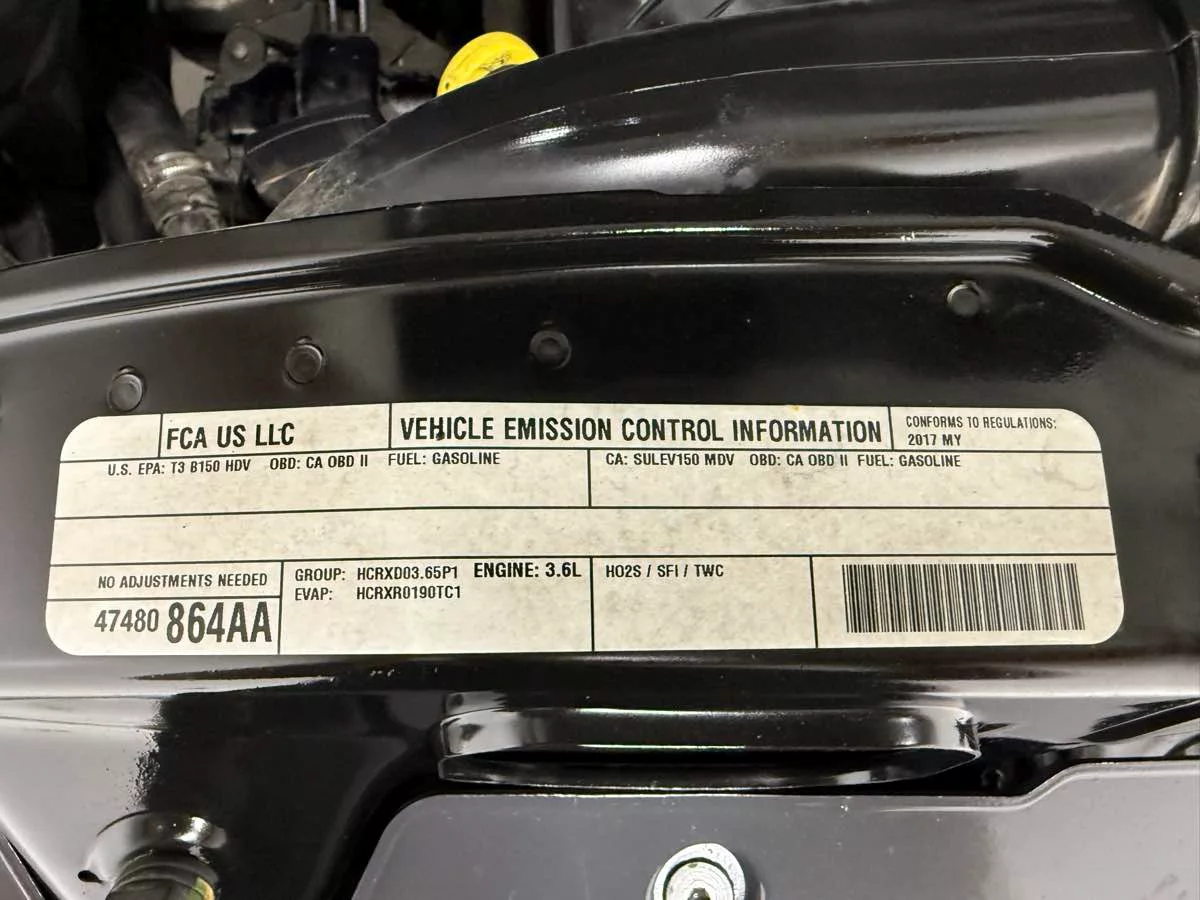 FCA US LLC
VEHICLE EMISSION CONTROL INFORMATION
CONFORMS TO REGULATIONS:
2017 MY
U.S. EPA: T3 B150 HDV OBD: CA OBD II FUEL: GASOLINE
CA: SULEV150 MDV OBD: CA OBD II FUEL: GASOLINE
NO ADJUSTMENTS NEEDED
47480 864AA
GROUP: HCRXD03.65P1 ENGINE: 3.6L
EVAP: HCRXR0190TC1
HO2S / SFI / TWC